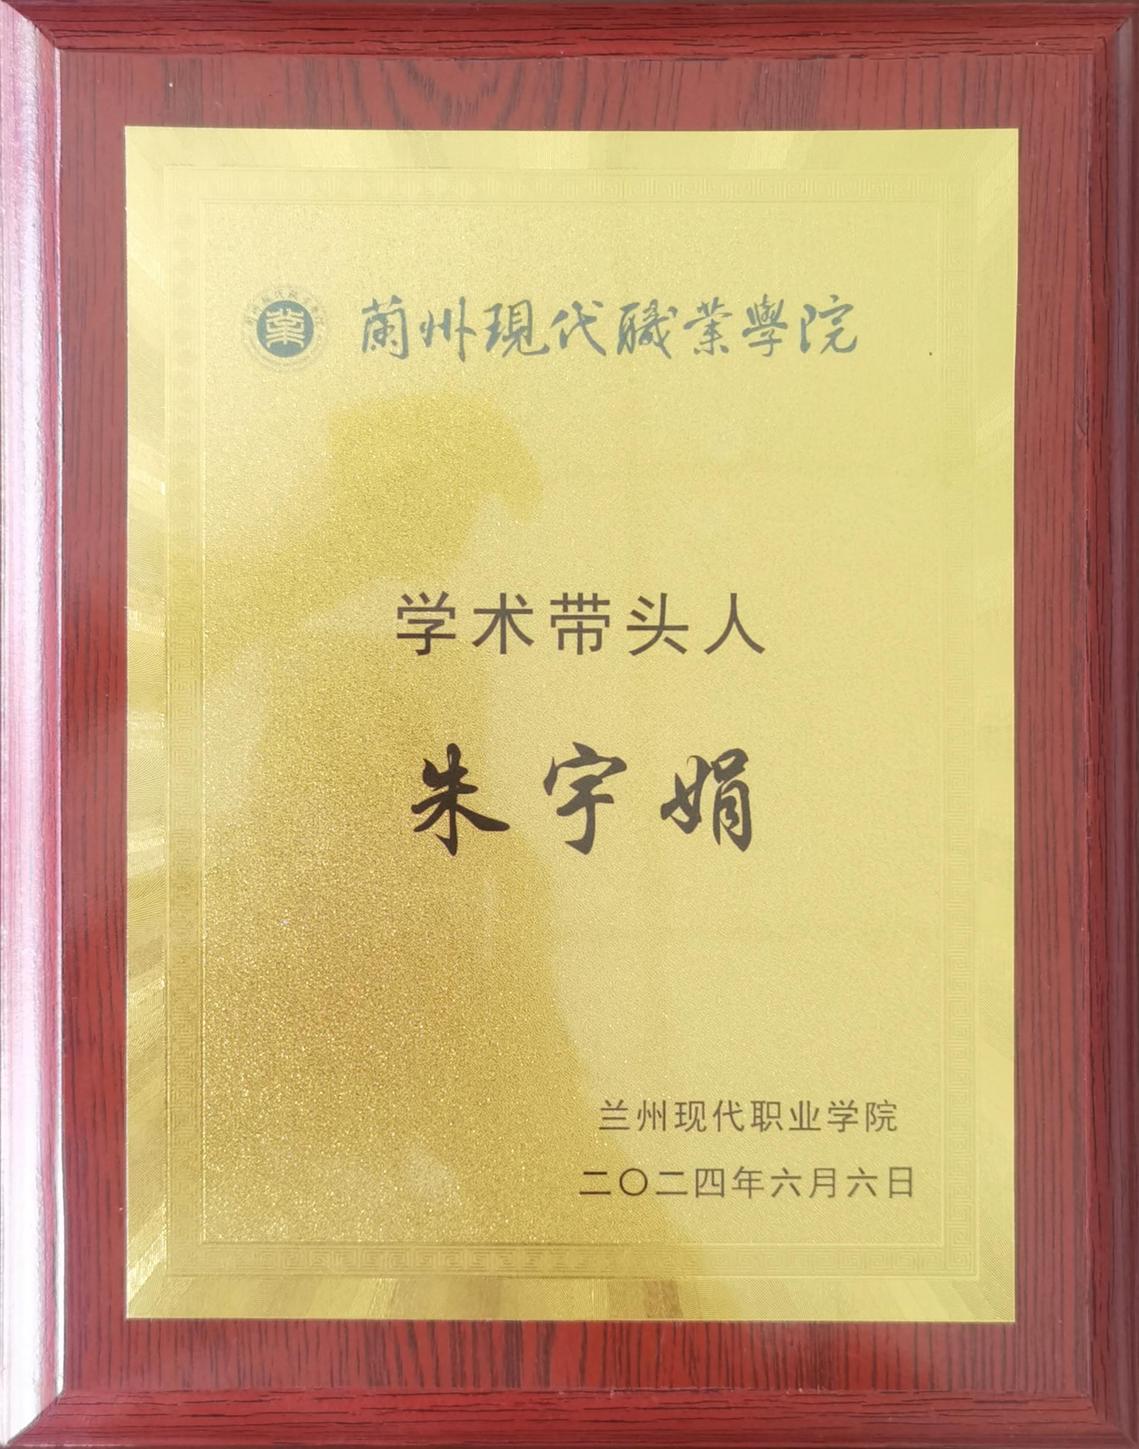 蘭州現代職業學院
学术带头人
朱宇娟
兰州现代职业学院
二〇二四年六月六日